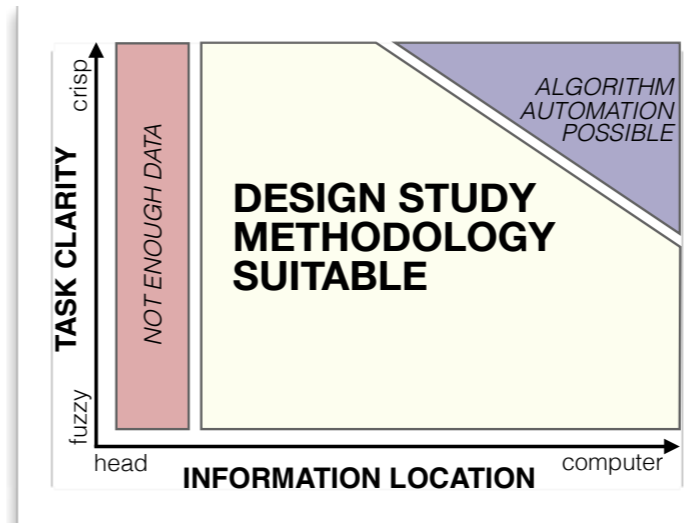 crisp
TASK CLARITY
fuzzy
NOT ENOUGH DATA
DESIGN STUDY
METHODOLOGY
SUITABLE
ALGORITHM
AUTOMATION
POSSIBLE
head
INFORMATION LOCATION
computer